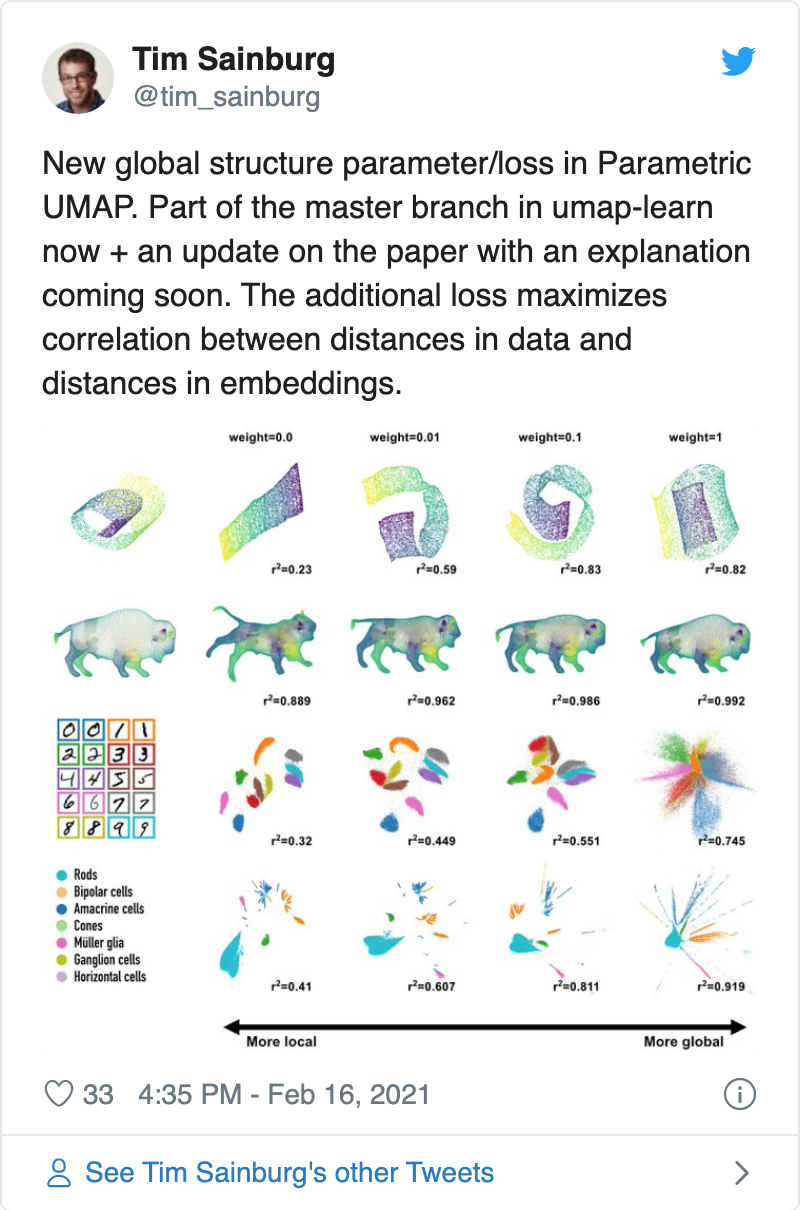 Tim Sainburg
@tim_sainburg
New global structure parameter/loss in Parametric
UMAP. Part of the master branch in umap-learn
now + an update on the paper with an explanation
coming soon. The additional loss maximizes
correlation between distances in data and
distances in embeddings.
weight=0.0 weight=0.01 weight=0.1 weight=1
r²=0.23 r²=0.59 r²=0.83 r²=0.82
r²=0.889 r²=0.962 r²=0.986 r²=0.992
0 0 1 1
2 2 3 3
4 4 5 5
6 6 7 7
8 8 9 9
r²=0.32 r²=0.449 r²=0.551 r²=0.745
Rods
Bipolar cells
Amacrine cells
Cones
Müller glia
Ganglion cells
Horizontal cells
r²=0.41 r²=0.607 r²=0.811 r²=0.919
More local More global
33 4:35 PM - Feb 16, 2021
See Tim Sainburg's other Tweets